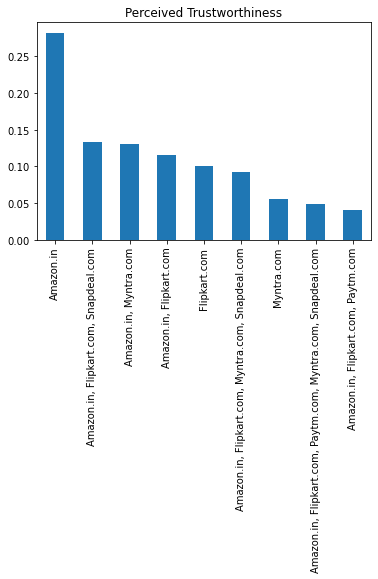 Perceived Trustworthiness
0.25
0.20
0.15
0.10
0.05
0.00
Amazon.in
Amazon.in, Flipkart.com, Snapdeal.com
Amazon.in, Myntra.com
Amazon.in, Flipkart.com
Flipkart.com
Amazon.in, Flipkart.com, Myntra.com, Snapdeal.com
Myntra.com
Amazon.in, Flipkart.com, Paytm.com, Myntra.com, Snapdeal.com
Amazon.in, Flipkart.com, Paytm.com